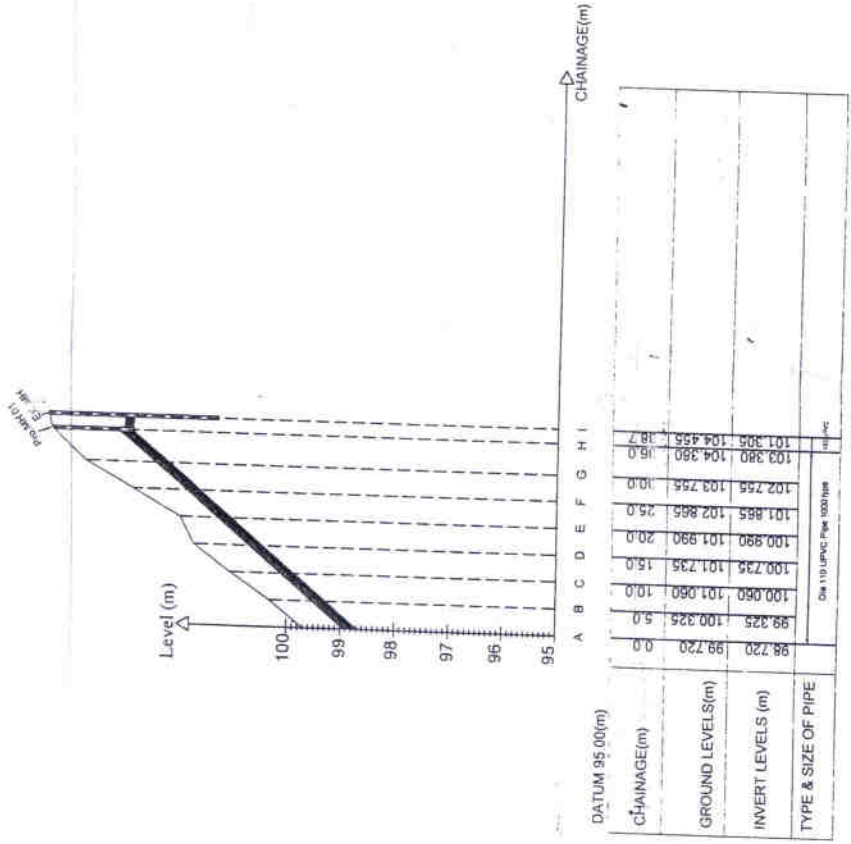 Pro.MH 01
Level (m)
100
99
98
97
96
95
A B C D E F G H I
CHAINAGE(m)
DATUM 95.00(m)
CHAINAGE(m) 0.0 5.0 10.0 15.0 20.0 25.0 30.0 36.0 38.7
GROUND LEVELS(m) 99.720 100.325 101.060 101.735 101.990 102.865 103.755 104.380 104.455
INVERT LEVELS (m) 98.720 99.325 100.060 100.735 100.990 101.865 102.755 103.380 101.305
TYPE & SIZE OF PIPE Dia 110 UPVC Pipe 1000 type